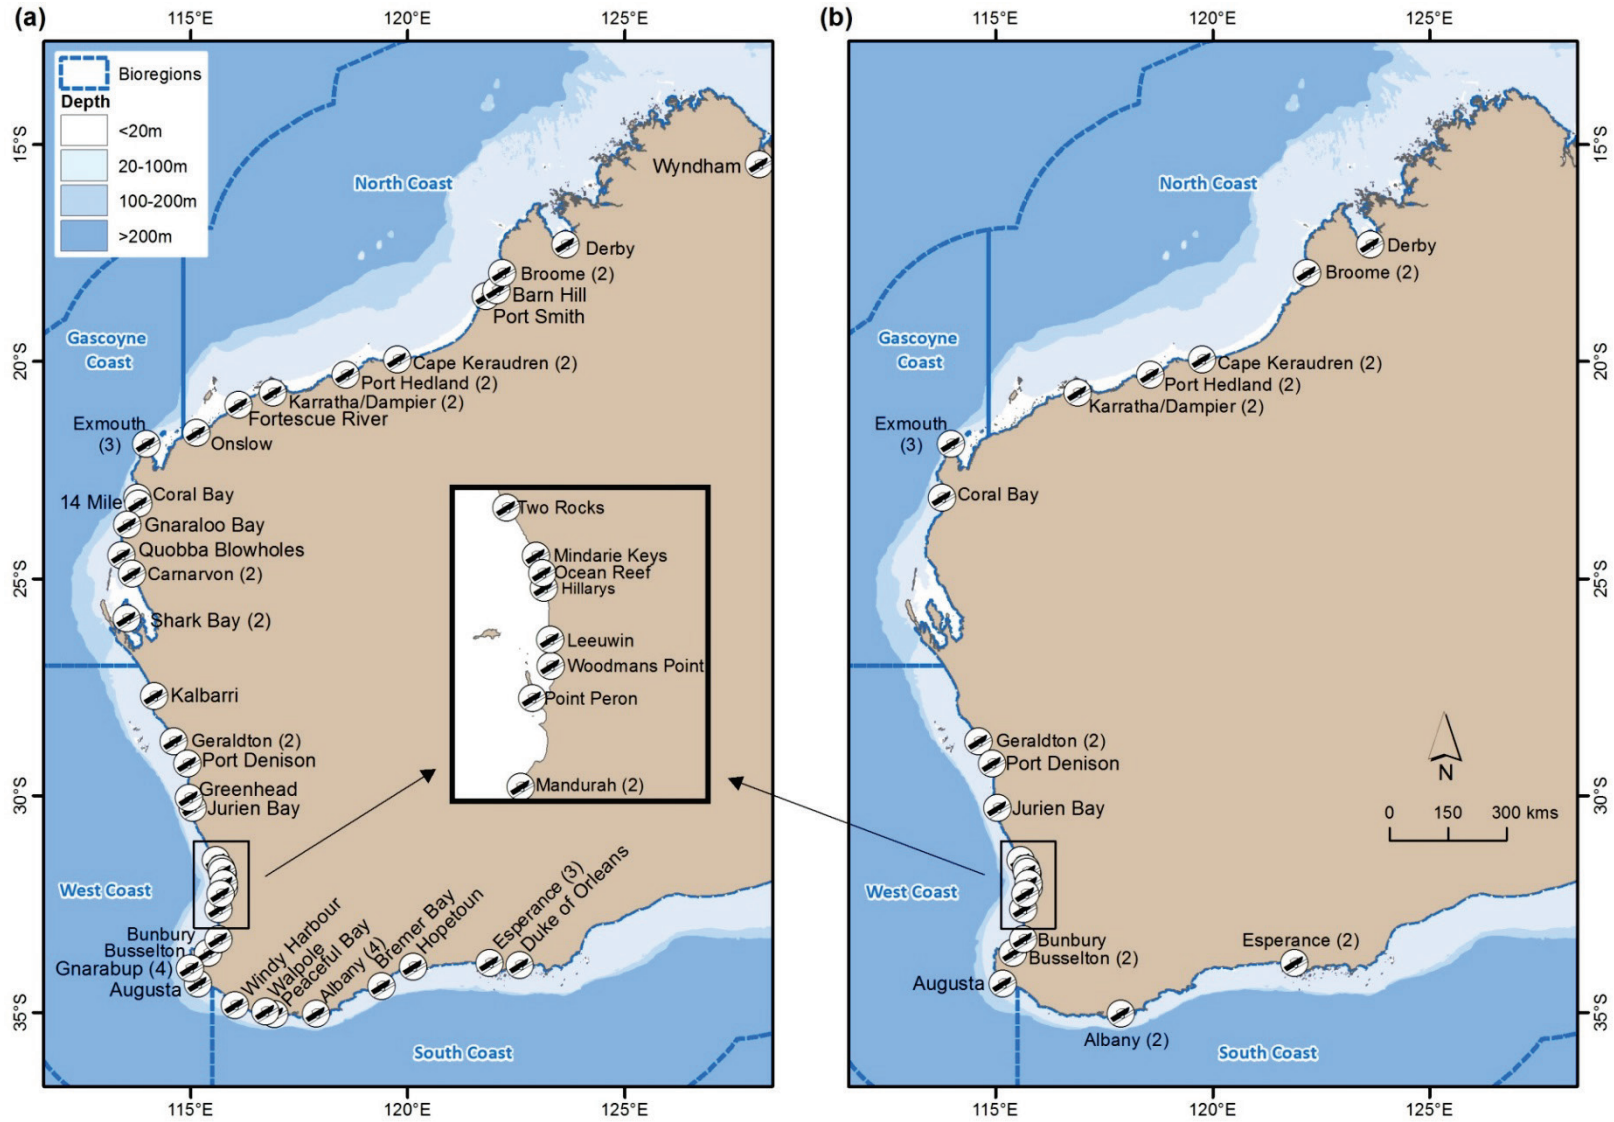 (a)
115°E
120°E
125°E
Bioregions
Depth
<20m
20-100m
100-200m
>200m
15°S
20°S
25°S
30°S
35°S
North Coast
Gascoyne
Coast
West Coast
South Coast
Wyndham
Derby
Broome (2)
Barn Hill
Port Smith
Cape Keraudren (2)
Port Hedland (2)
Karratha/Dampier (2)
Fortescue River
Onslow
Exmouth
(3)
Coral Bay
14 Mile
Gnaraloo Bay
Quobba Blowholes
Carnarvon (2)
Shark Bay (2)
Kalbarri
Geraldton (2)
Port Denison
Greenhead
Jurien Bay
Bunbury
Busselton
Gnarabup (4)
Augusta
Windy Harbour
Walpole
Peaceful Bay
Albany (4)
Bremer Bay
Hopetoun
Esperance (3)
Duke of Orleans
115°E
120°E
125°E
Two Rocks
Mindarie Keys
Ocean Reef
Hillarys
Leeuwin
Woodmans Point
Point Peron
Mandurah (2)
(b)
115°E
120°E
125°E
15°S
20°S
25°S
30°S
35°S
North Coast
Gascoyne
Coast
West Coast
South Coast
Derby
Broome (2)
Cape Keraudren (2)
Port Hedland (2)
Karratha/Dampier (2)
Exmouth
(3)
Coral Bay
Geraldton (2)
Port Denison
Jurien Bay
Bunbury
Busselton (2)
Augusta
Albany (2)
Esperance (2)
N
0 150 300 kms
115°E
120°E
125°E